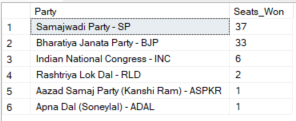 Party Seats_Won
1 Samajwadi Party - SP 37
2 Bharatiya Janata Party - BJP 33
3 Indian National Congress - INC 6
4 Rashtriya Lok Dal - RLD 2
5 Aazad Samaj Party (Kanshi Ram) - ASPKR 1
6 Apna Dal (Soneylal) - ADAL 1